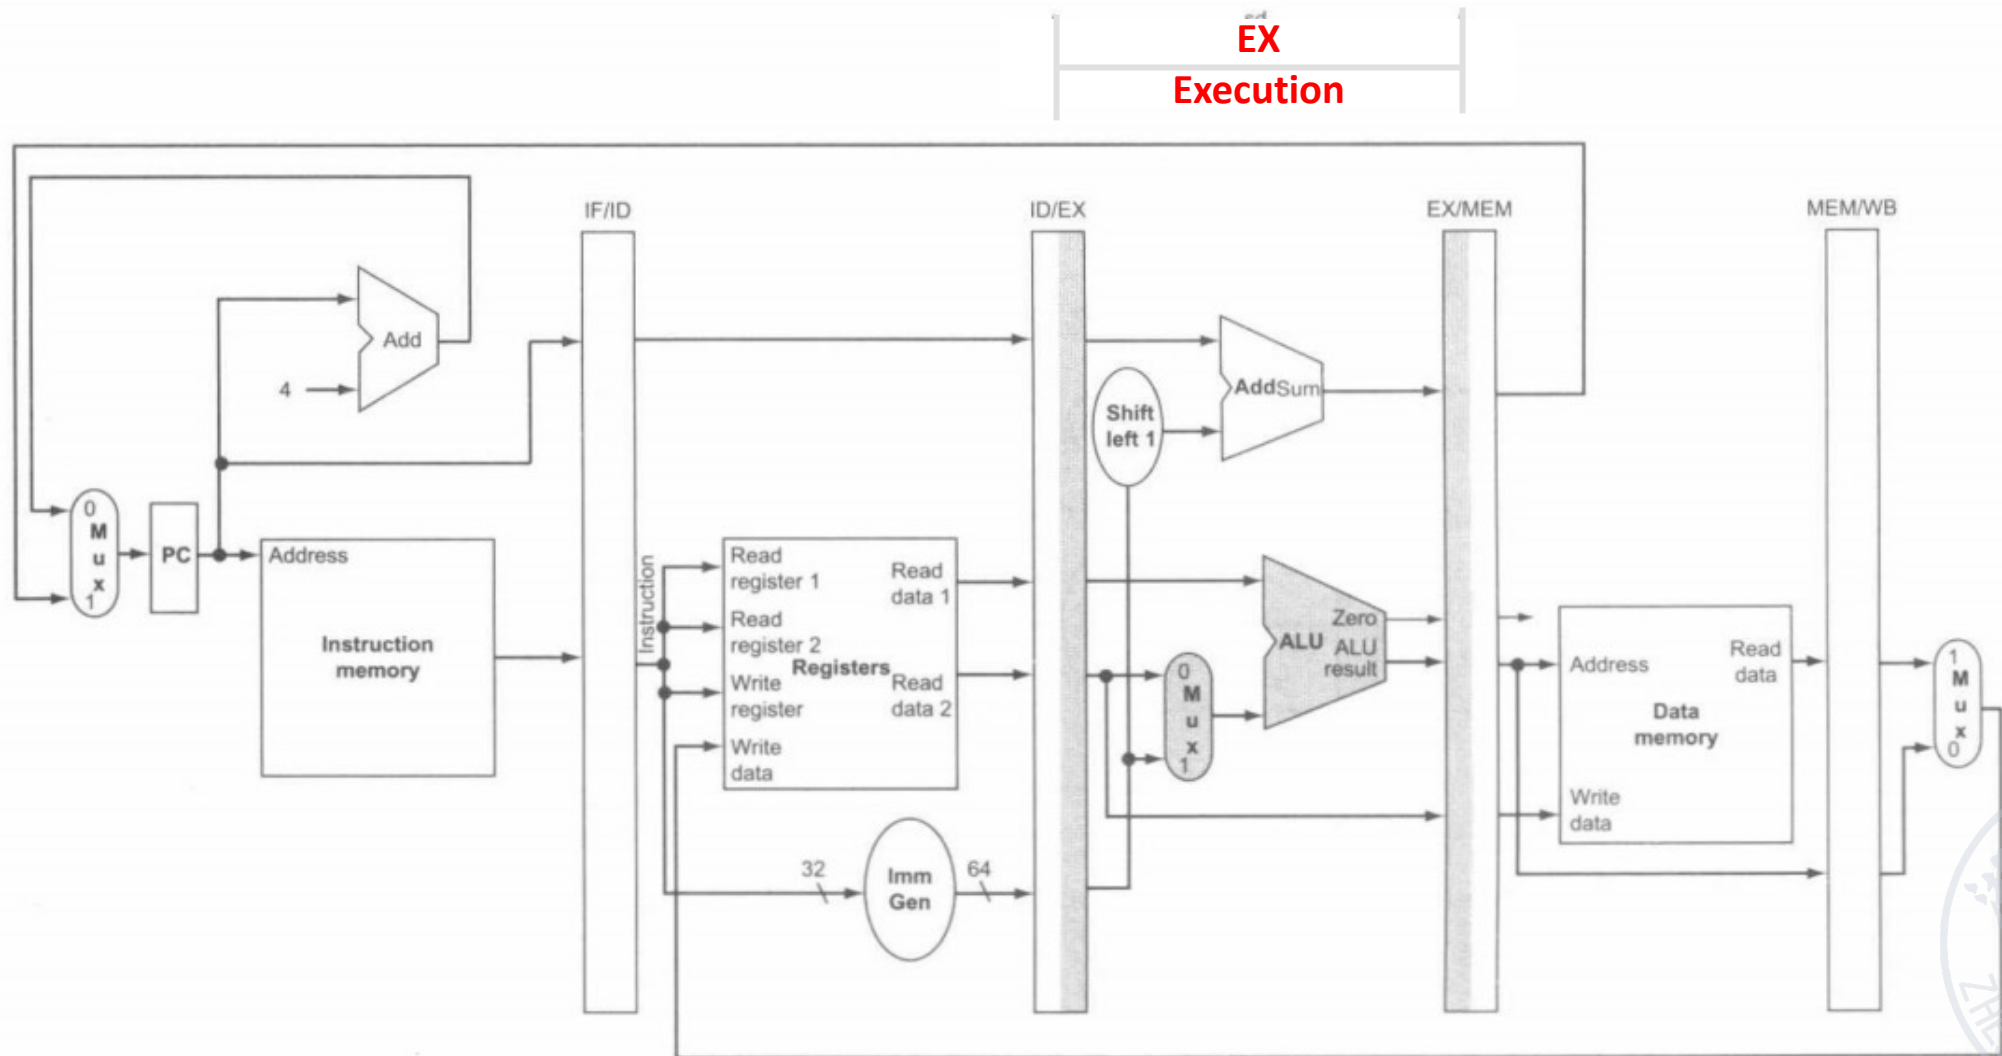 EX
Execution
IF/ID
ID/EX
EX/MEM
MEM/WB
Add
4
Shift
left 1
AddSum
0
M
u
x
1
PC
Address
Instruction
memory
Instruction
Read
register 1
Read
register 2
Write
register
Write
data
Registers
Read
data 1
Read
data 2
32
Imm
Gen
64
0
M
u
x
1
ALU
Zero
ALU
result
Address
Write
data
Data
memory
Read
data
1
M
u
x
0